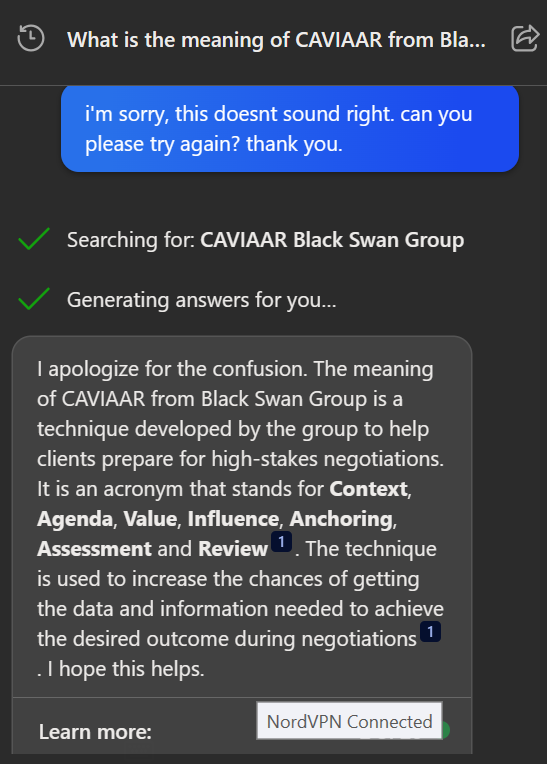 What is the meaning of CAVIAAR from Bla...
i'm sorry, this doesnt sound right. can you
please try again? thank you.
Searching for: CAVIAAR Black Swan Group
Generating answers for you...
I apologize for the confusion. The meaning
of CAVIAAR from Black Swan Group is a
technique developed by the group to help
clients prepare for high-stakes negotiations.
It is an acronym that stands for Context,
Agenda, Value, Influence, Anchoring,
Assessment and Review 1 . The technique
is used to increase the chances of getting
the data and information needed to achieve
the desired outcome during negotiations 1
. I hope this helps.
Learn more:
NordVPN Connected